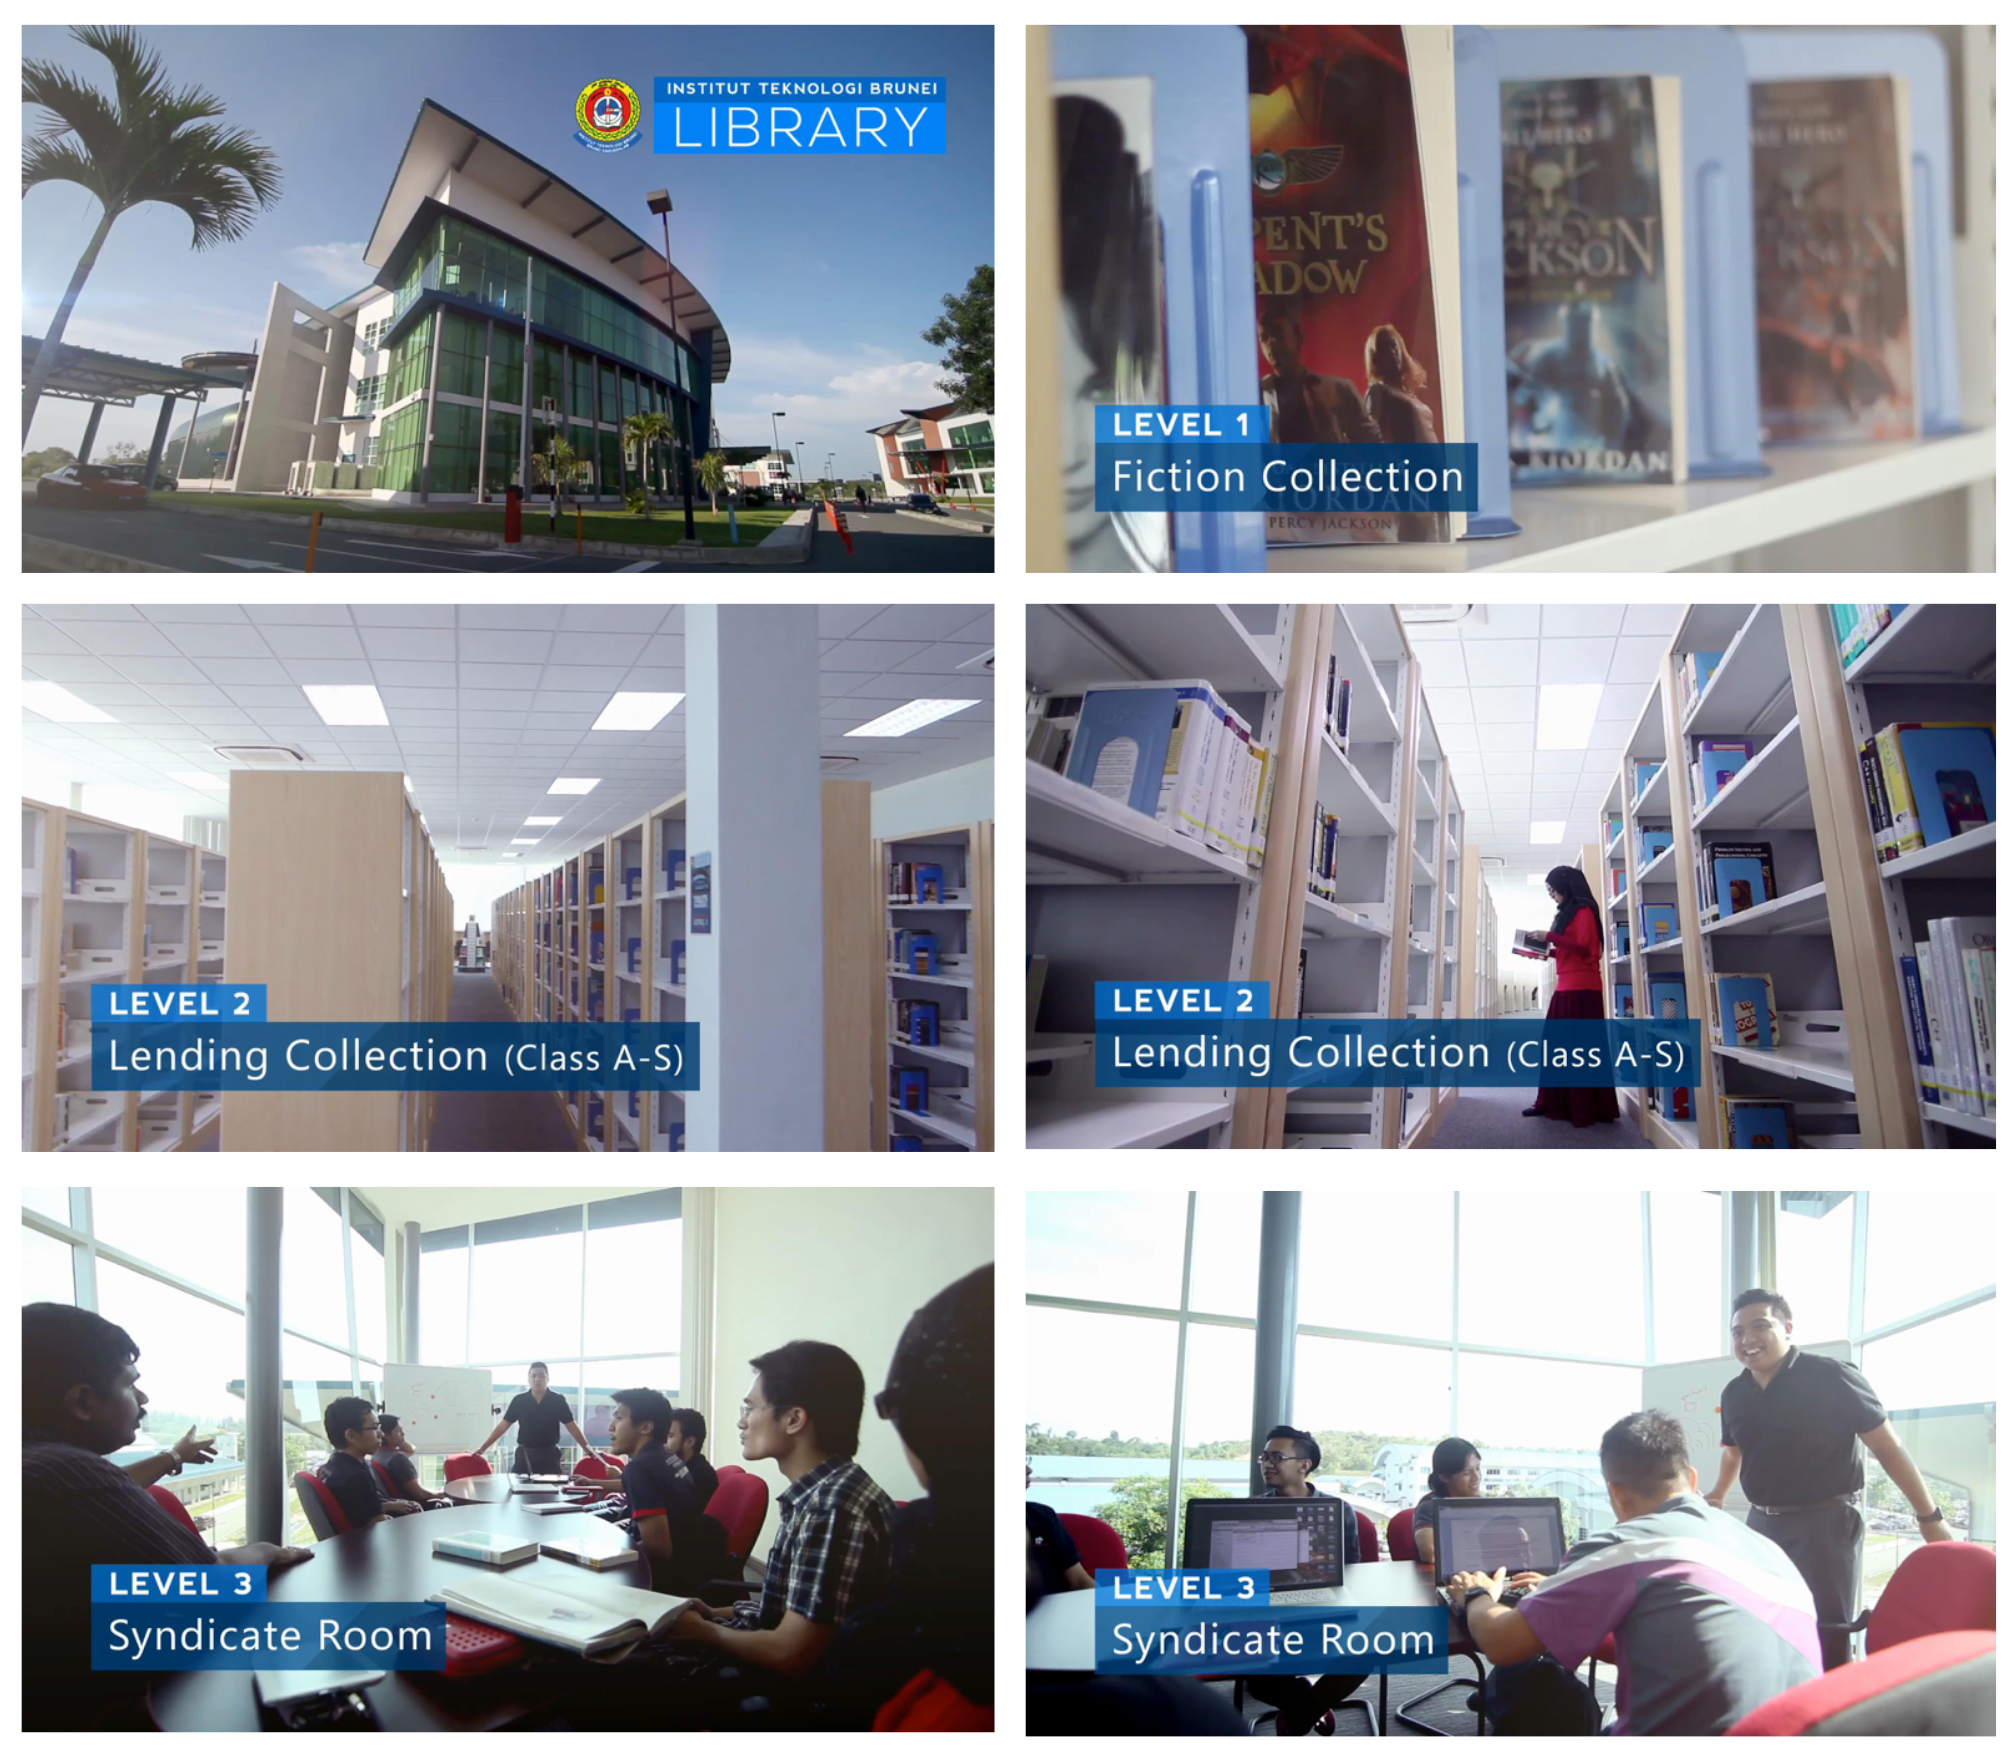 INSTITUT TEKNOLOGI BRUNEI
LIBRARY
PENT'S
ADOW
PERCY JACKSON
CKSON
RIORDAN
LEVEL 1
Fiction Collection
LEVEL 2
Lending Collection (Class A-S)
LEVEL 2
Lending Collection (Class A-S)
LEVEL 3
Syndicate Room
LEVEL 3
Syndicate Room